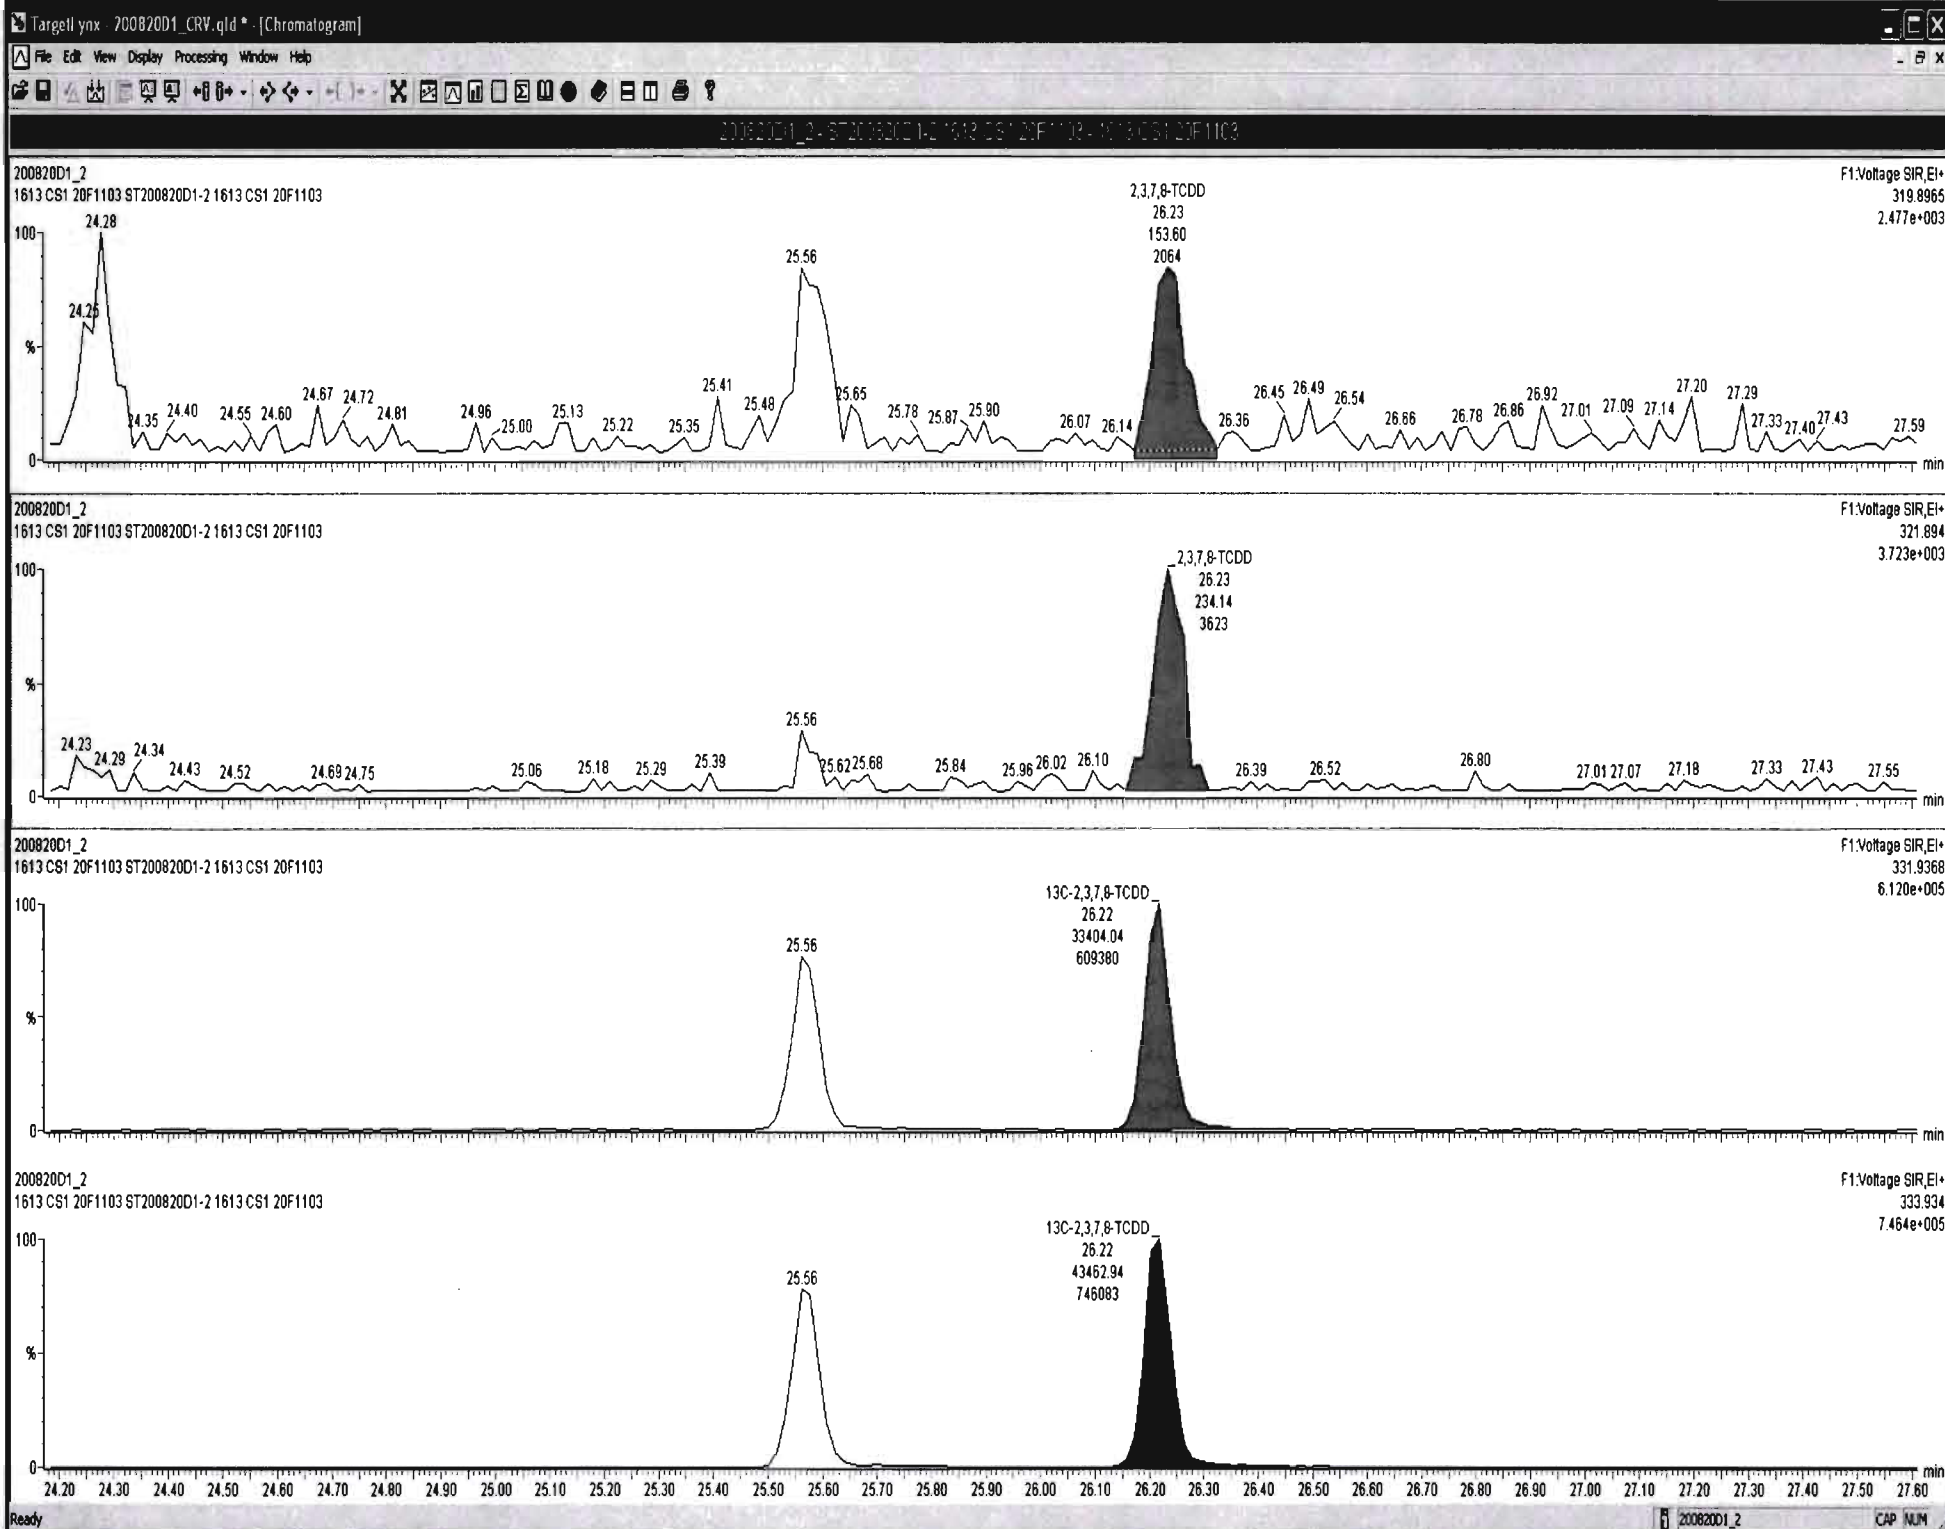 TargetLynx - 200820D1_CRV.qld * - [Chromatogram]
File Edit View Display Processing Window Help
200820D1_2 - ST200820D1-2 1613 CS1 20F1103 - 1613 CS1 20F1103
200820D1_2
1613 CS1 20F1103 ST200820D1-2 1613 CS1 20F1103
F1:Voltage SIR,EI+
319.8965
2.477e+003
2,3,7,8-TCDD
26.23
153.60
2064
100
%
0
24.25 24.28 24.35 24.40 24.55 24.60 24.67 24.72 24.81 24.96 25.00 25.13 25.22 25.35 25.41 25.48 25.56 25.65 25.78 25.87 25.90 26.07 26.14 26.36 26.45 26.49 26.54 26.66 26.78 26.86 26.92 27.01 27.09 27.14 27.20 27.29 27.33 27.40 27.43 27.59
min
200820D1_2
1613 CS1 20F1103 ST200820D1-2 1613 CS1 20F1103
F1:Voltage SIR,EI+
321.894
3.723e+003
2,3,7,8-TCDD
26.23
234.14
3623
100
%
0
24.23 24.29 24.34 24.43 24.52 24.69 24.75 25.06 25.18 25.29 25.39 25.56 25.62 25.68 25.84 25.96 26.02 26.10 26.39 26.52 26.80 27.01 27.07 27.18 27.33 27.43 27.55
min
200820D1_2
1613 CS1 20F1103 ST200820D1-2 1613 CS1 20F1103
F1:Voltage SIR,EI+
331.9368
6.120e+005
13C-2,3,7,8-TCDD
26.22
33404.04
609380
100
25.56
%
0
min
200820D1_2
1613 CS1 20F1103 ST200820D1-2 1613 CS1 20F1103
F1:Voltage SIR,EI+
333.934
7.464e+005
13C-2,3,7,8-TCDD
26.22
43462.94
746083
100
25.56
%
0
min
24.20 24.30 24.40 24.50 24.60 24.70 24.80 24.90 25.00 25.10 25.20 25.30 25.40 25.50 25.60 25.70 25.80 25.90 26.00 26.10 26.20 26.30 26.40 26.50 26.60 26.70 26.80 26.90 27.00 27.10 27.20 27.30 27.40 27.50 27.60
Ready
200820D1_2
CAP NUM